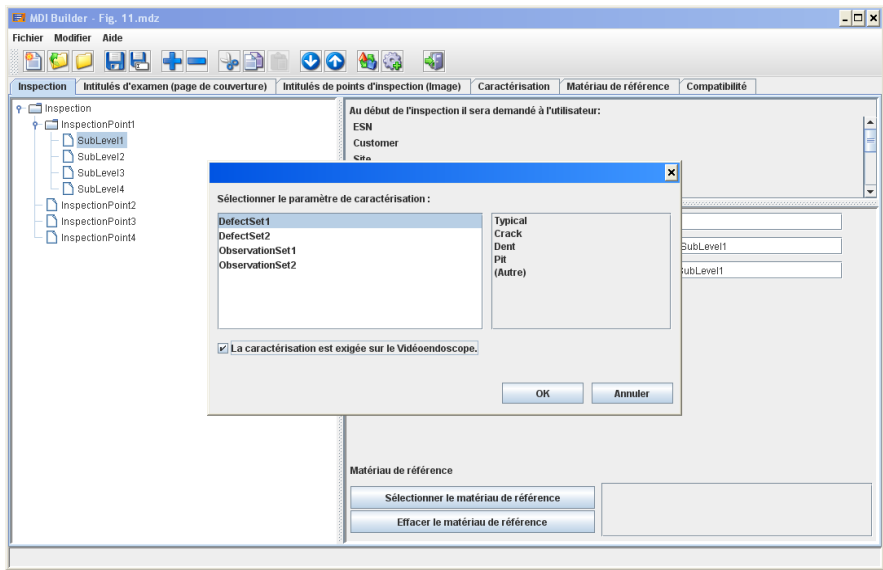 MDI Builder - Fig. 11.mdz
Fichier Modifier Aide
Inspection Intitulés d'examen (page de couverture) Intitulés de points d'inspection (Image) Caractérisation Matériau de référence Compatibilité
Inspection
InspectionPoint1
SubLevel1
SubLevel2
SubLevel3
SubLevel4
InspectionPoint2
InspectionPoint3
InspectionPoint4
Au début de l'inspection il sera demandé à l'utilisateur:
ESN
Customer
Site
SubLevel1
SubLevel1
Sélectionner le paramètre de caractérisation :
DefectSet1
DefectSet2
ObservationSet1
ObservationSet2
Typical
Crack
Dent
Pit
(Autre)
La caractérisation est exigée sur le Vidéoendoscope.
OK Annuler
Matériau de référence
Sélectionner le matériau de référence
Effacer le matériau de référence